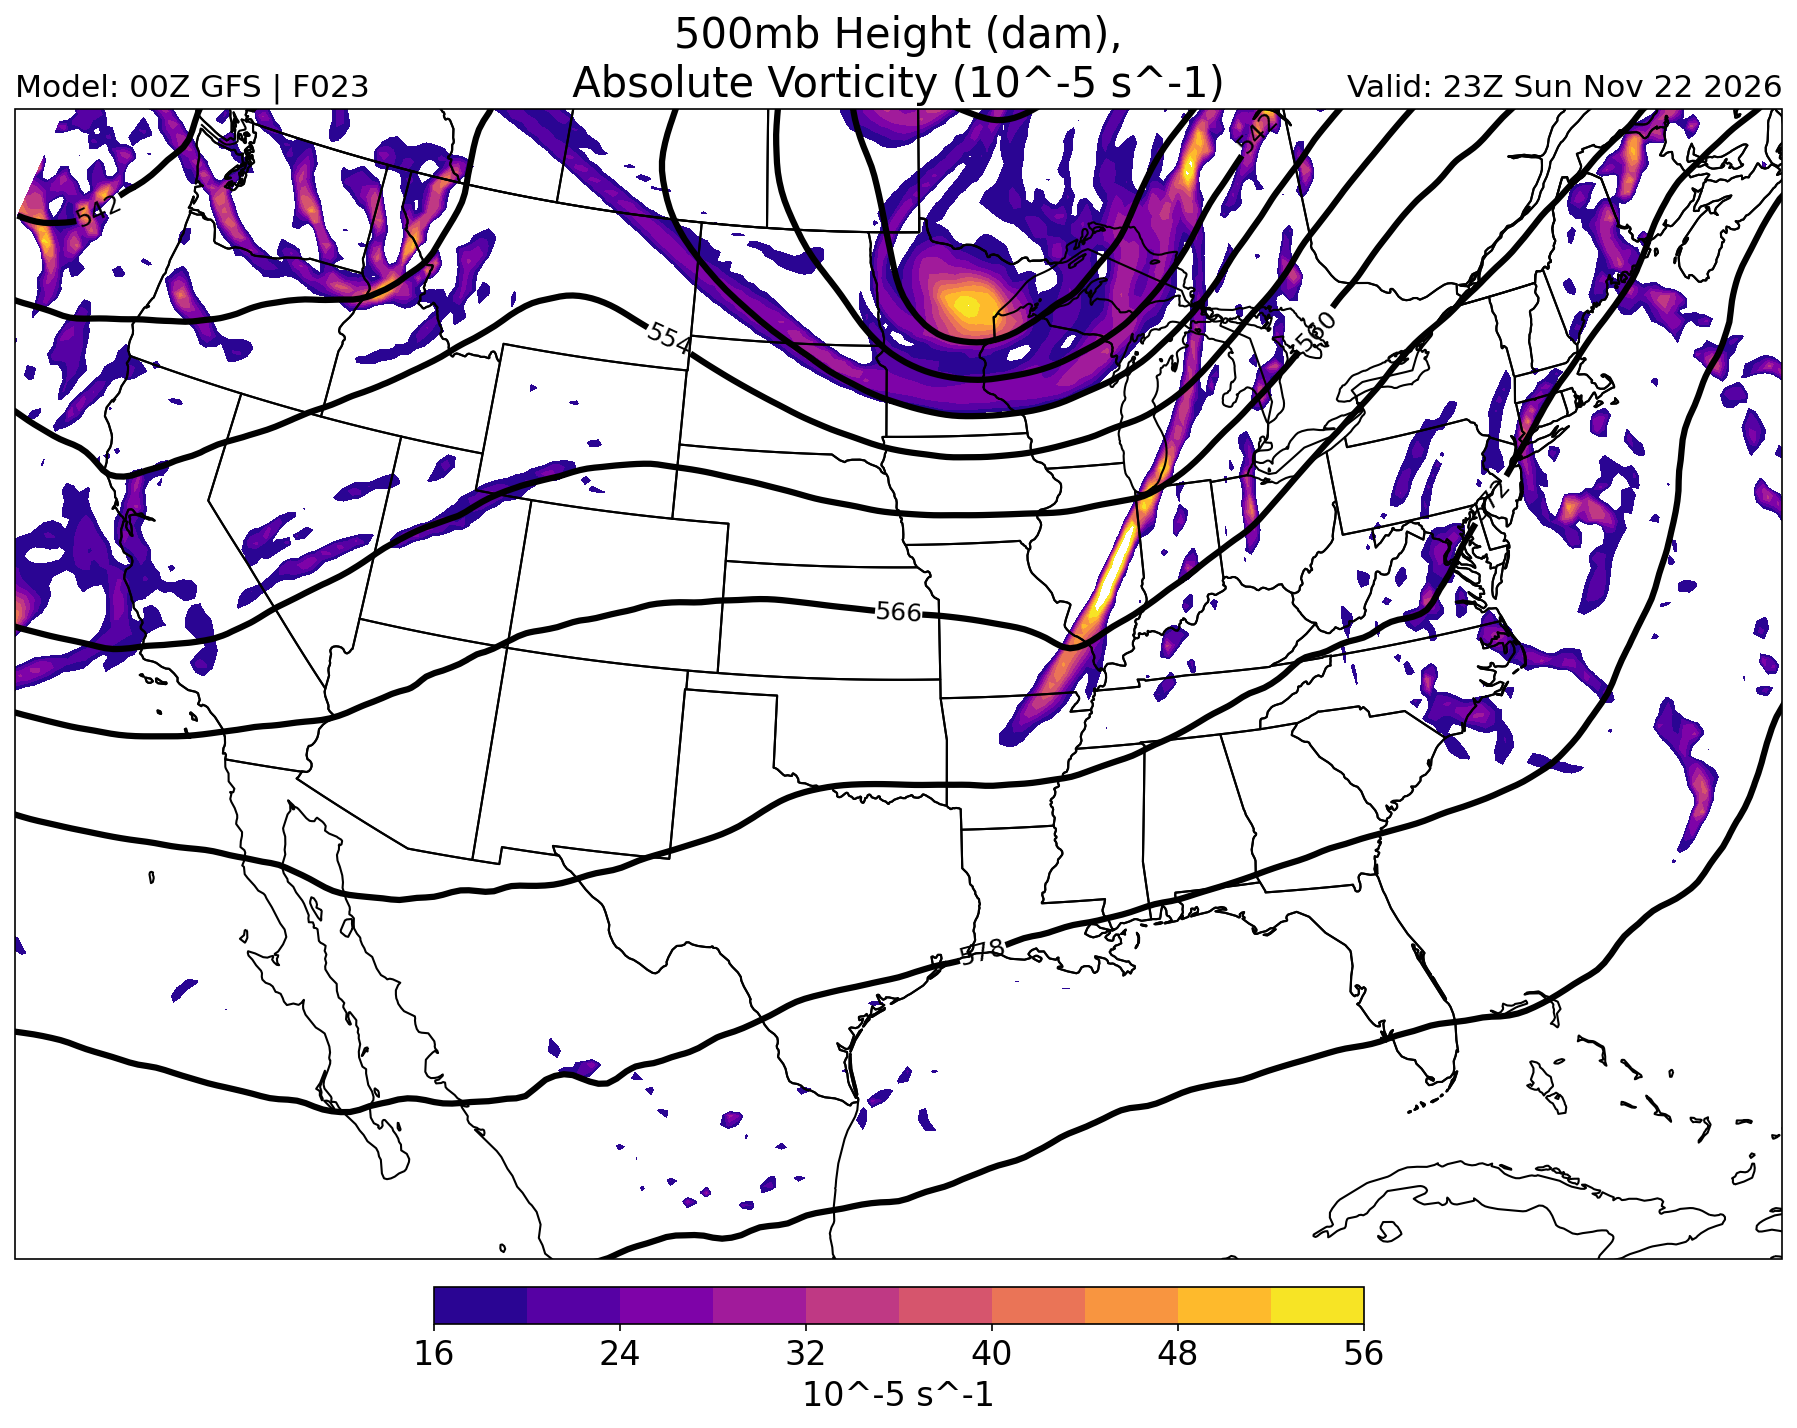 500mb Height (dam),
Model: 00Z GFS | F023
Absolute Vorticity (10^-5 s^-1)
Valid: 23Z Sun Nov 22 2026
542
542
554
560
566
578
16
24
32
40
48
56
10^-5 s^-1